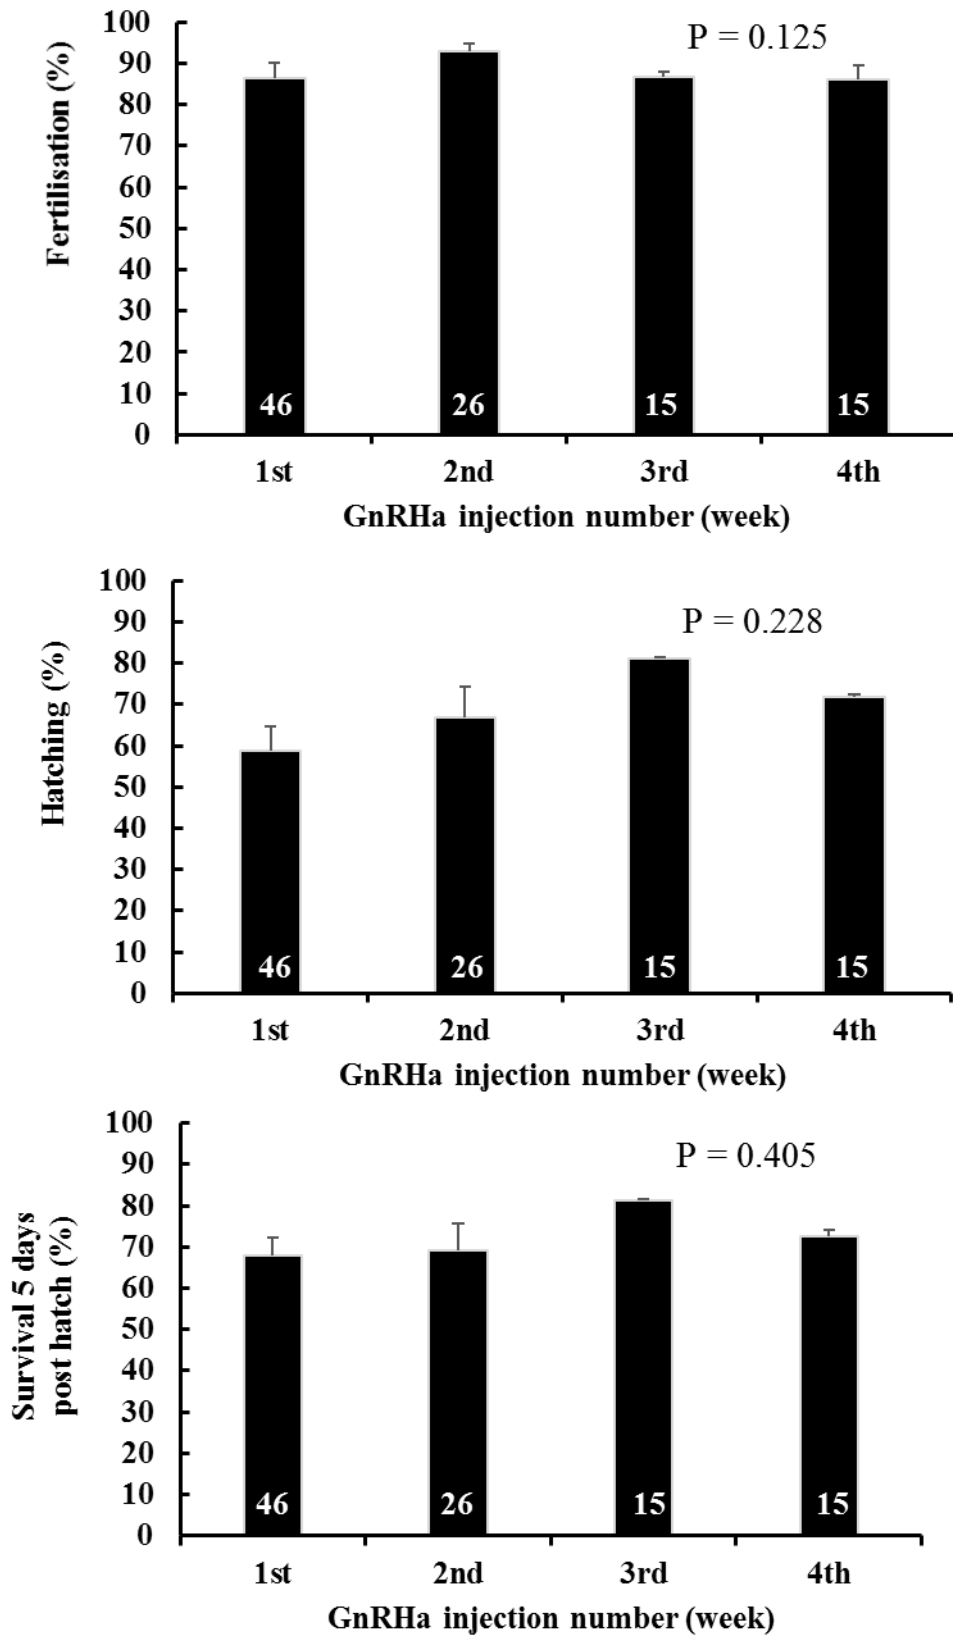 Fertilisation (%)
100
90
80
70
60
50
40
30
20
10
0
P = 0.125
46 26 15 15
1st 2nd 3rd 4th
GnRHa injection number (week)
Hatching (%)
100
90
80
70
60
50
40
30
20
10
0
P = 0.228
46 26 15 15
1st 2nd 3rd 4th
GnRHa injection number (week)
Survival 5 days
post hatch (%)
100
90
80
70
60
50
40
30
20
10
0
P = 0.405
46 26 15 15
1st 2nd 3rd 4th
GnRHa injection number (week)